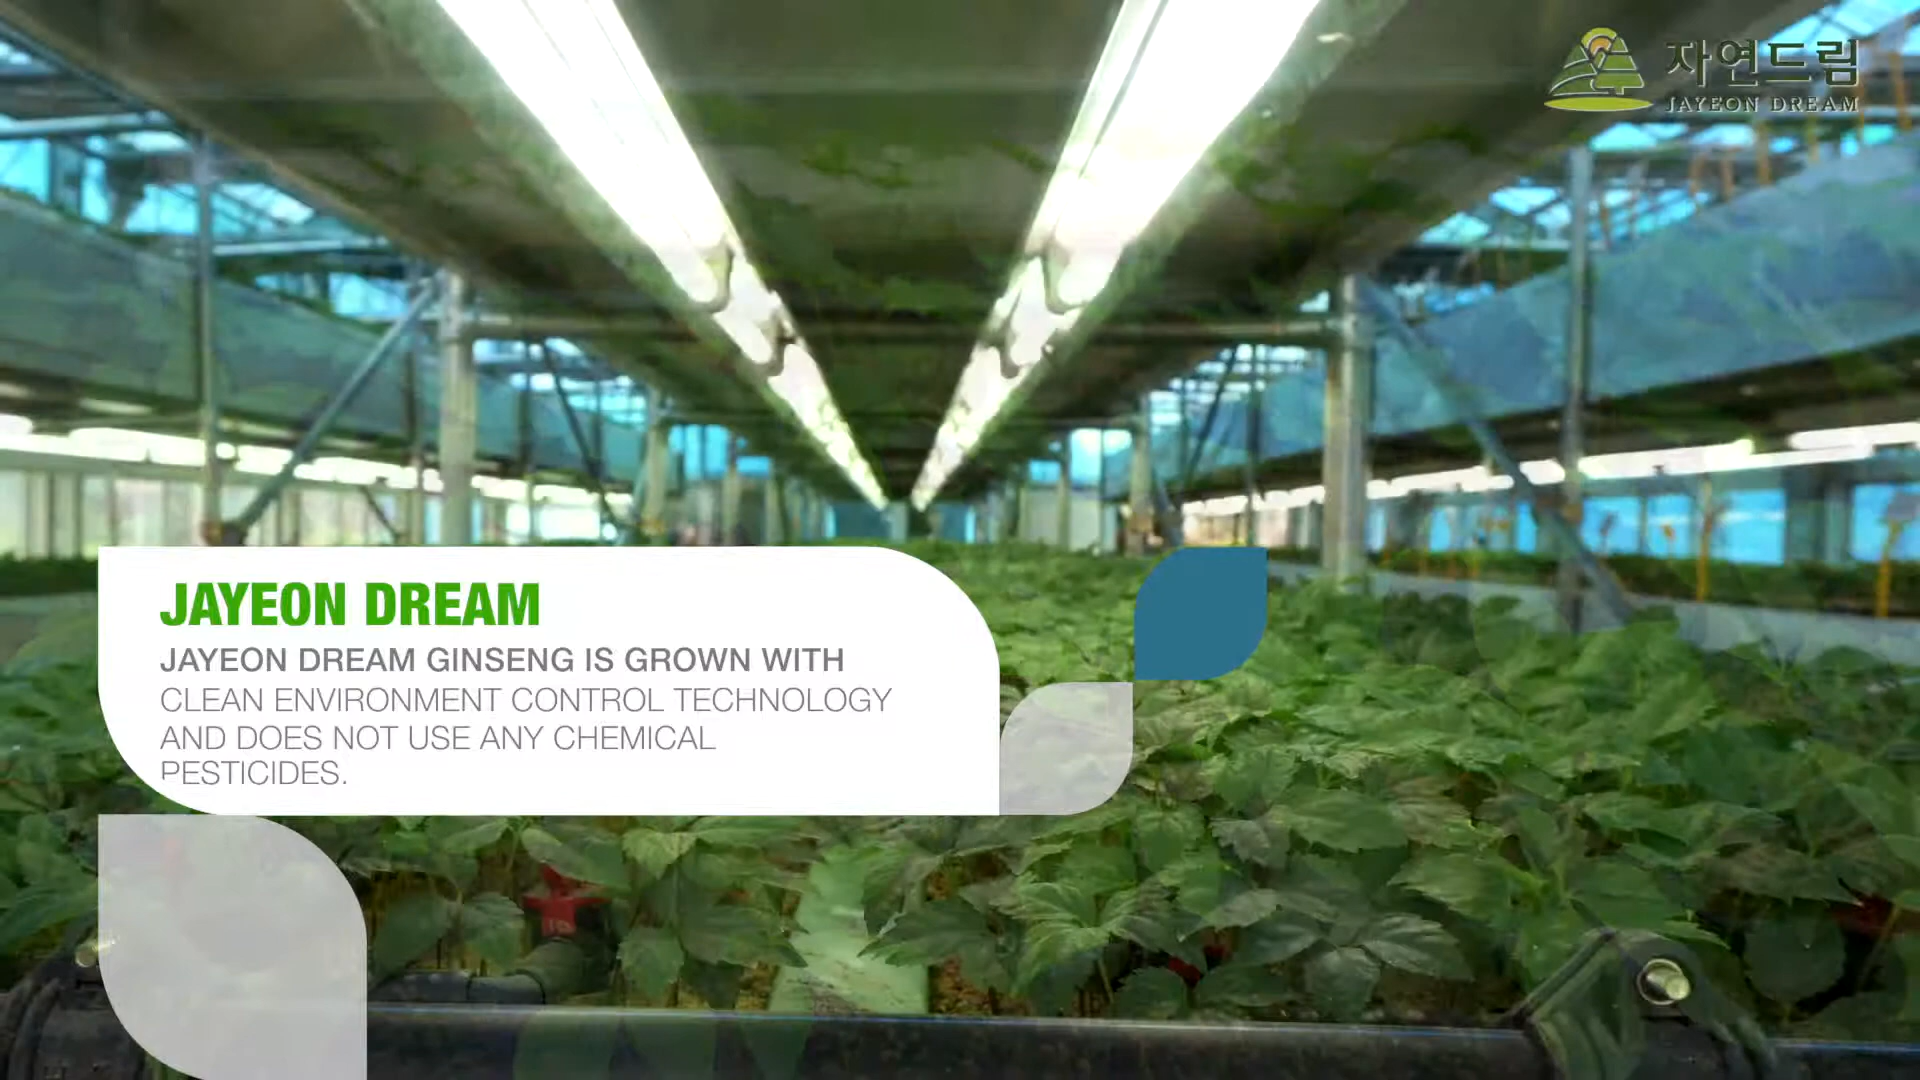 자연드림
JAYEON DREAM
JAYEON DREAM
JAYEON DREAM GINSENG IS GROWN WITH
CLEAN ENVIRONMENT CONTROL TECHNOLOGY
AND DOES NOT USE ANY CHEMICAL
PESTICIDES.